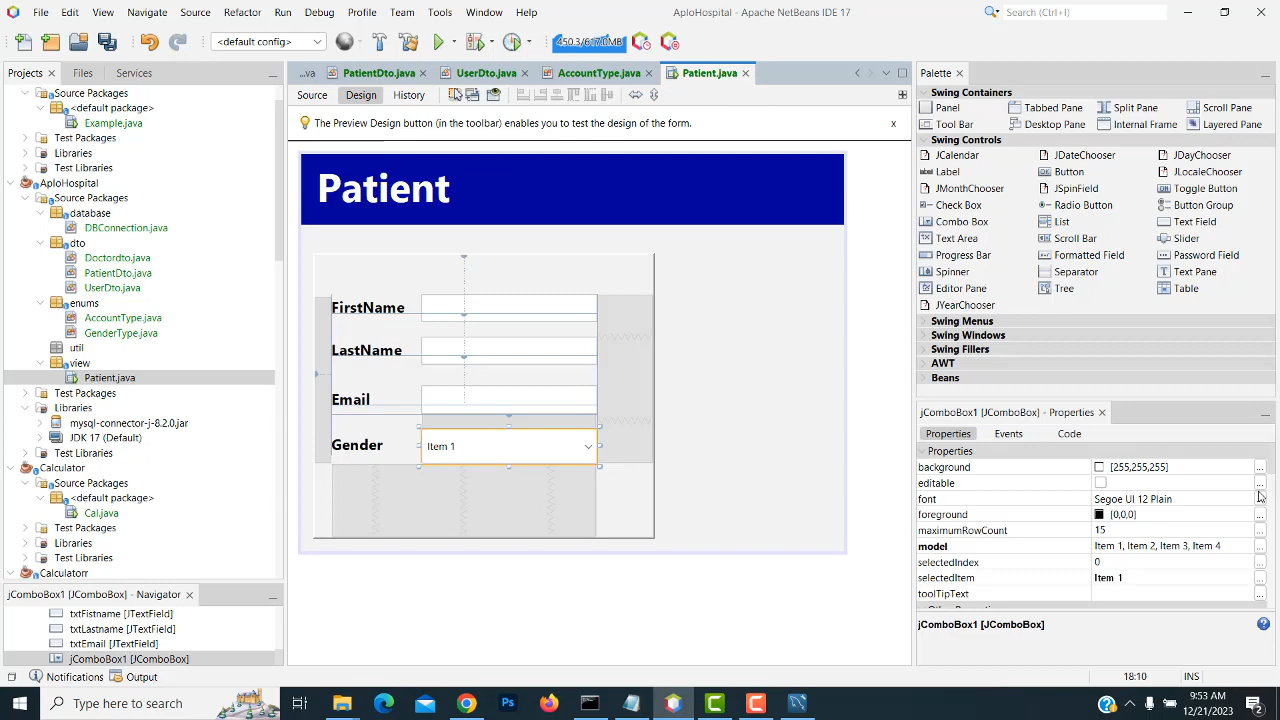 File Edit View Navigate Source Refactor Run Debug Profile Team Tools Window Help
AploHospital - Apache NetBeans IDE 17
Search (Ctrl+I)
<default config>
450.3/617.0MB
Projects Files Services
...va PatientDto.java UserDto.java AccountType.java Patient.java
Palette
Source Packages
<default package>
Example.java
Test Packages
Libraries
Test Packages
AploHospital
Source Packages
database
DBConnection.java
dto
Doctordto.java
PatientDto.java
UserDto.java
enums
AccountType.java
GenderType.java
util
view
Patient.java
Test Packages
Libraries
mysql-connector-j-8.2.0.jar
JDK 17 (Default)
Test Packages
Calculator
Source Packages
<default package>
Cal.java
Test Packages
Libraries
Test Packages
Calculatorr
jComboBox1 [JComboBox] - Navigator
txtFistname [JTextField]
txtLastname [JTextField]
txtEmail [JTextField]
jComboBox1 [JComboBox]
Source Design History
The Preview Design button (in the toolbar) enables you to test the design of the form.
x
Patient
FirstName
LastName
Email
Gender
Item 1
Swing Containers
Panel Tabbed Pane Split Pane Scroll Pane
Tool Bar Desktop Pane Internal Frame Layered Pane
Swing Controls
JCalendar JDateChooser JDayChooser
Label Button JLocaleChooser
JMonthChooser JSpinField Toggle Button
Check Box Radio Button Button Group
Combo Box List Text Field
Text Area Scroll Bar Slider
Progress Bar Formatted Field Password Field
Spinner Separator Text Pane
Editor Pane Tree Table
JYearChooser
Swing Menus
Swing Windows
Swing Fillers
AWT
Beans
jComboBox1 [JComboBox] - Properties
Properties Events Code
Properties
background [255,255,255] ...
editable ...
font Segoe UI 12 Plain ...
foreground [0,0,0] ...
maximumRowCount 15 ...
model Item 1, Item 2, Item 3, Item 4 ...
selectedIndex 0 ...
selectedItem Item 1 ...
toolTipText ...
jComboBox1 [JComboBox]
Notifications Output
18:10 INS
Type here to search
9:53 AM
12/21/2023